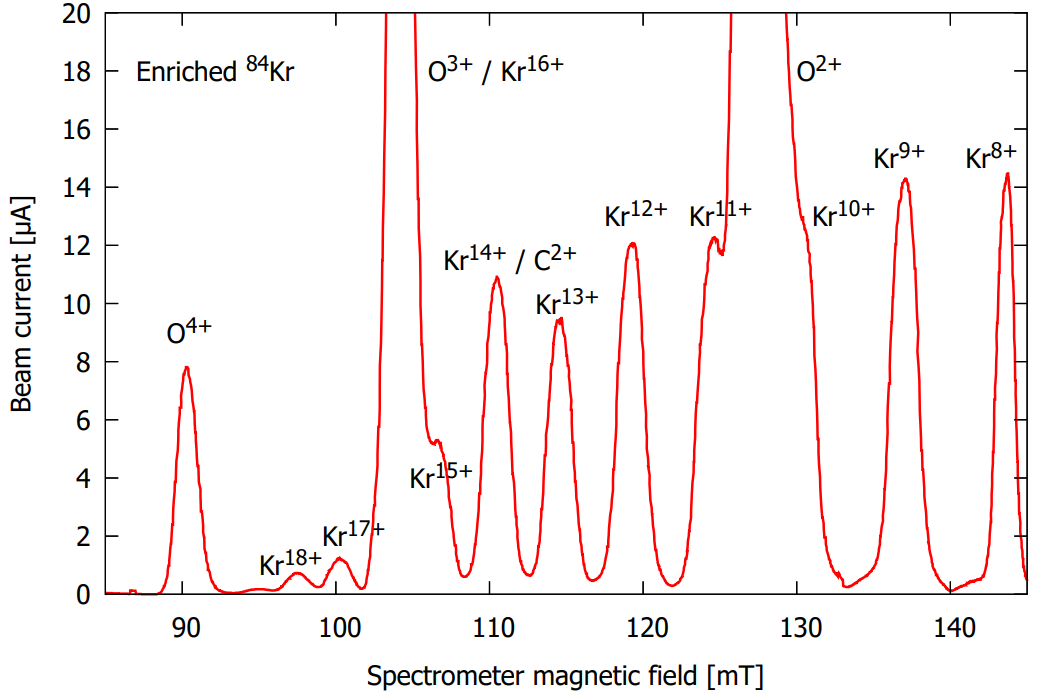 20
18
16
14
12
10
8
6
4
2
0
Beam current [µA]
Enriched ⁸⁴Kr
O³⁺ / Kr¹⁶⁺
O²⁺
Kr⁹⁺
Kr⁸⁺
Kr¹²⁺
Kr¹¹⁺
Kr¹⁰⁺
Kr¹⁴⁺ / C²⁺
Kr¹³⁺
O⁴⁺
Kr¹⁵⁺
Kr¹⁷⁺
Kr¹⁸⁺
90 100 110 120 130 140
Spectrometer magnetic field [mT]